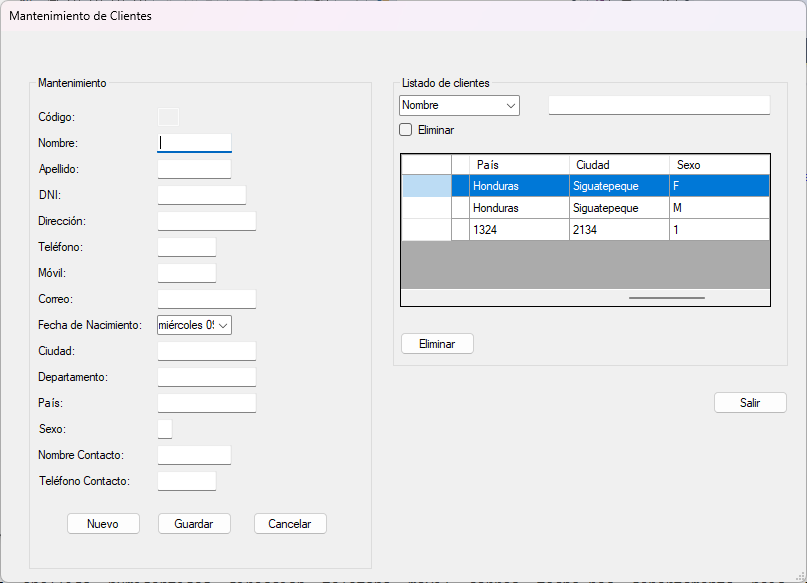 Mantenimiento de Clientes
Mantenimiento
Código:
Nombre:
Apellido:
DNI:
Dirección:
Teléfono:
Móvil:
Correo:
Fecha de Nacimiento: miércoles 09
Ciudad:
Departamento:
País:
Sexo:
Nombre Contacto:
Teléfono Contacto:
Nuevo Guardar Cancelar
Listado de clientes
Nombre
Eliminar
País Ciudad Sexo
Honduras Siguatepeque F
Honduras Siguatepeque M
1324 2134 1
Eliminar
Salir